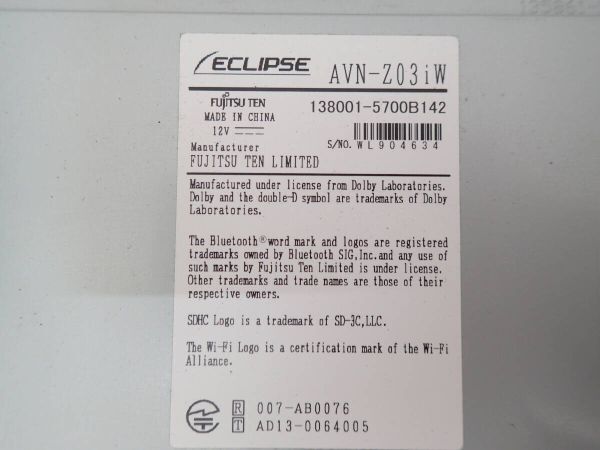 ECLIPSE AVN-Z03iW
FUJITSU TEN 138001-5700B142
MADE IN CHINA
12V
S/NO. WL904634
Manufacturer
FUJITSU TEN LIMITED
Manufactured under license from Dolby Laboratories.
Dolby and the double-D symbol are trademarks of Dolby
Laboratories.
The Bluetooth® word mark and logos are registered
trademarks owned by Bluetooth SIG,Inc.and any use of
such marks by Fujitsu Ten Limited is under license.
Other trademarks and trade names are those of their
respective owners.
SDHC Logo is a trademark of SD-3C,LLC.
The Wi-Fi Logo is a certification mark of the Wi-Fi
Alliance.
R 007-AB0076
T AD13-0064005